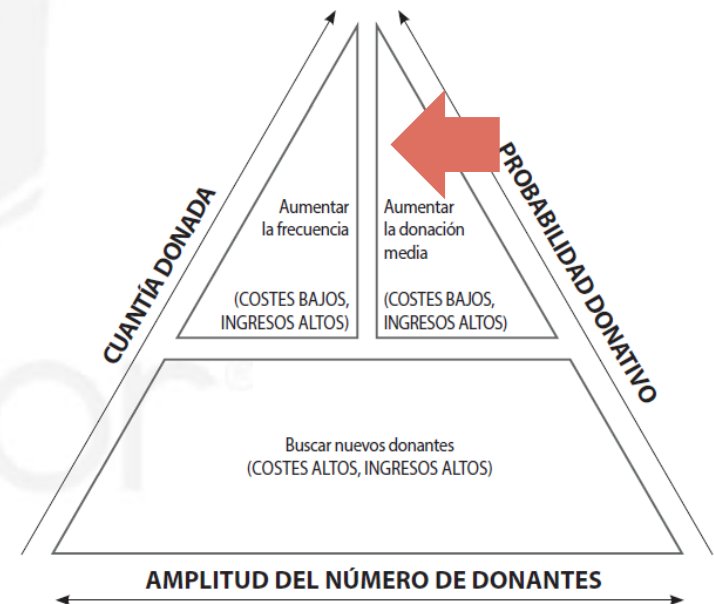 CUANTÍA DONADA
PROBABILIDAD DONATIVO
Aumentar
la frecuencia
(COSTES BAJOS,
INGRESOS ALTOS)
Aumentar
la donación
media
(COSTES BAJOS,
INGRESOS ALTOS)
Buscar nuevos donantes
(COSTES ALTOS, INGRESOS ALTOS)
AMPLITUD DEL NÚMERO DE DONANTES